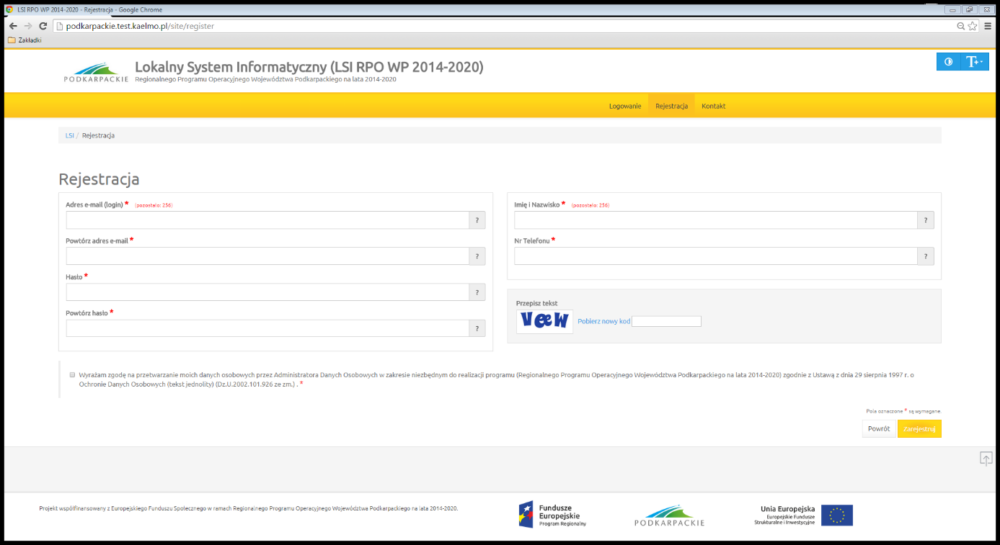 LSI RPO WP 2014-2020 - Rejestracja - Google Chrome
podkarpackie.test.kaelmo.pl/site/register
Zakładki
PODKARPACKIE
Lokalny System Informatyczny (LSI RPO WP 2014-2020)
Regionalnego Programu Operacyjnego Województwa Podkarpackiego na lata 2014-2020
T+
Logowanie Rejestracja Kontakt
LSI / Rejestracja
Rejestracja
Adres e-mail (login) * (pozostało: 256)
?
Powtórz adres e-mail *
?
Hasło *
?
Powtórz hasło *
?
Imię i Nazwisko * (pozostało: 256)
?
Nr Telefonu *
?
Przepisz tekst
Pobierz nowy kod
Wyrażam zgodę na przetwarzanie moich danych osobowych przez Administratora Danych Osobowych w zakresie niezbędnym do realizacji programu (Regionalnego Programu Operacyjnego Województwa Podkarpackiego na lata 2014-2020) zgodnie z Ustawą z dnia 29 sierpnia 1997 r. o
Ochronie Danych Osobowych (tekst jednolity) (Dz.U.2002.101.926 ze zm.) . *
Pola oznaczone * są wymagane.
Powrót Zarejestruj
Projekt współfinansowany z Europejskiego Funduszu Społecznego w ramach Regionalnego Programu Operacyjnego Województwa Podkarpackiego na lata 2014-2020.
Fundusze
Europejskie
Program Regionalny
PODKARPACKIE
Unia Europejska
Europejskie Fundusze
Strukturalne i Inwestycyjne